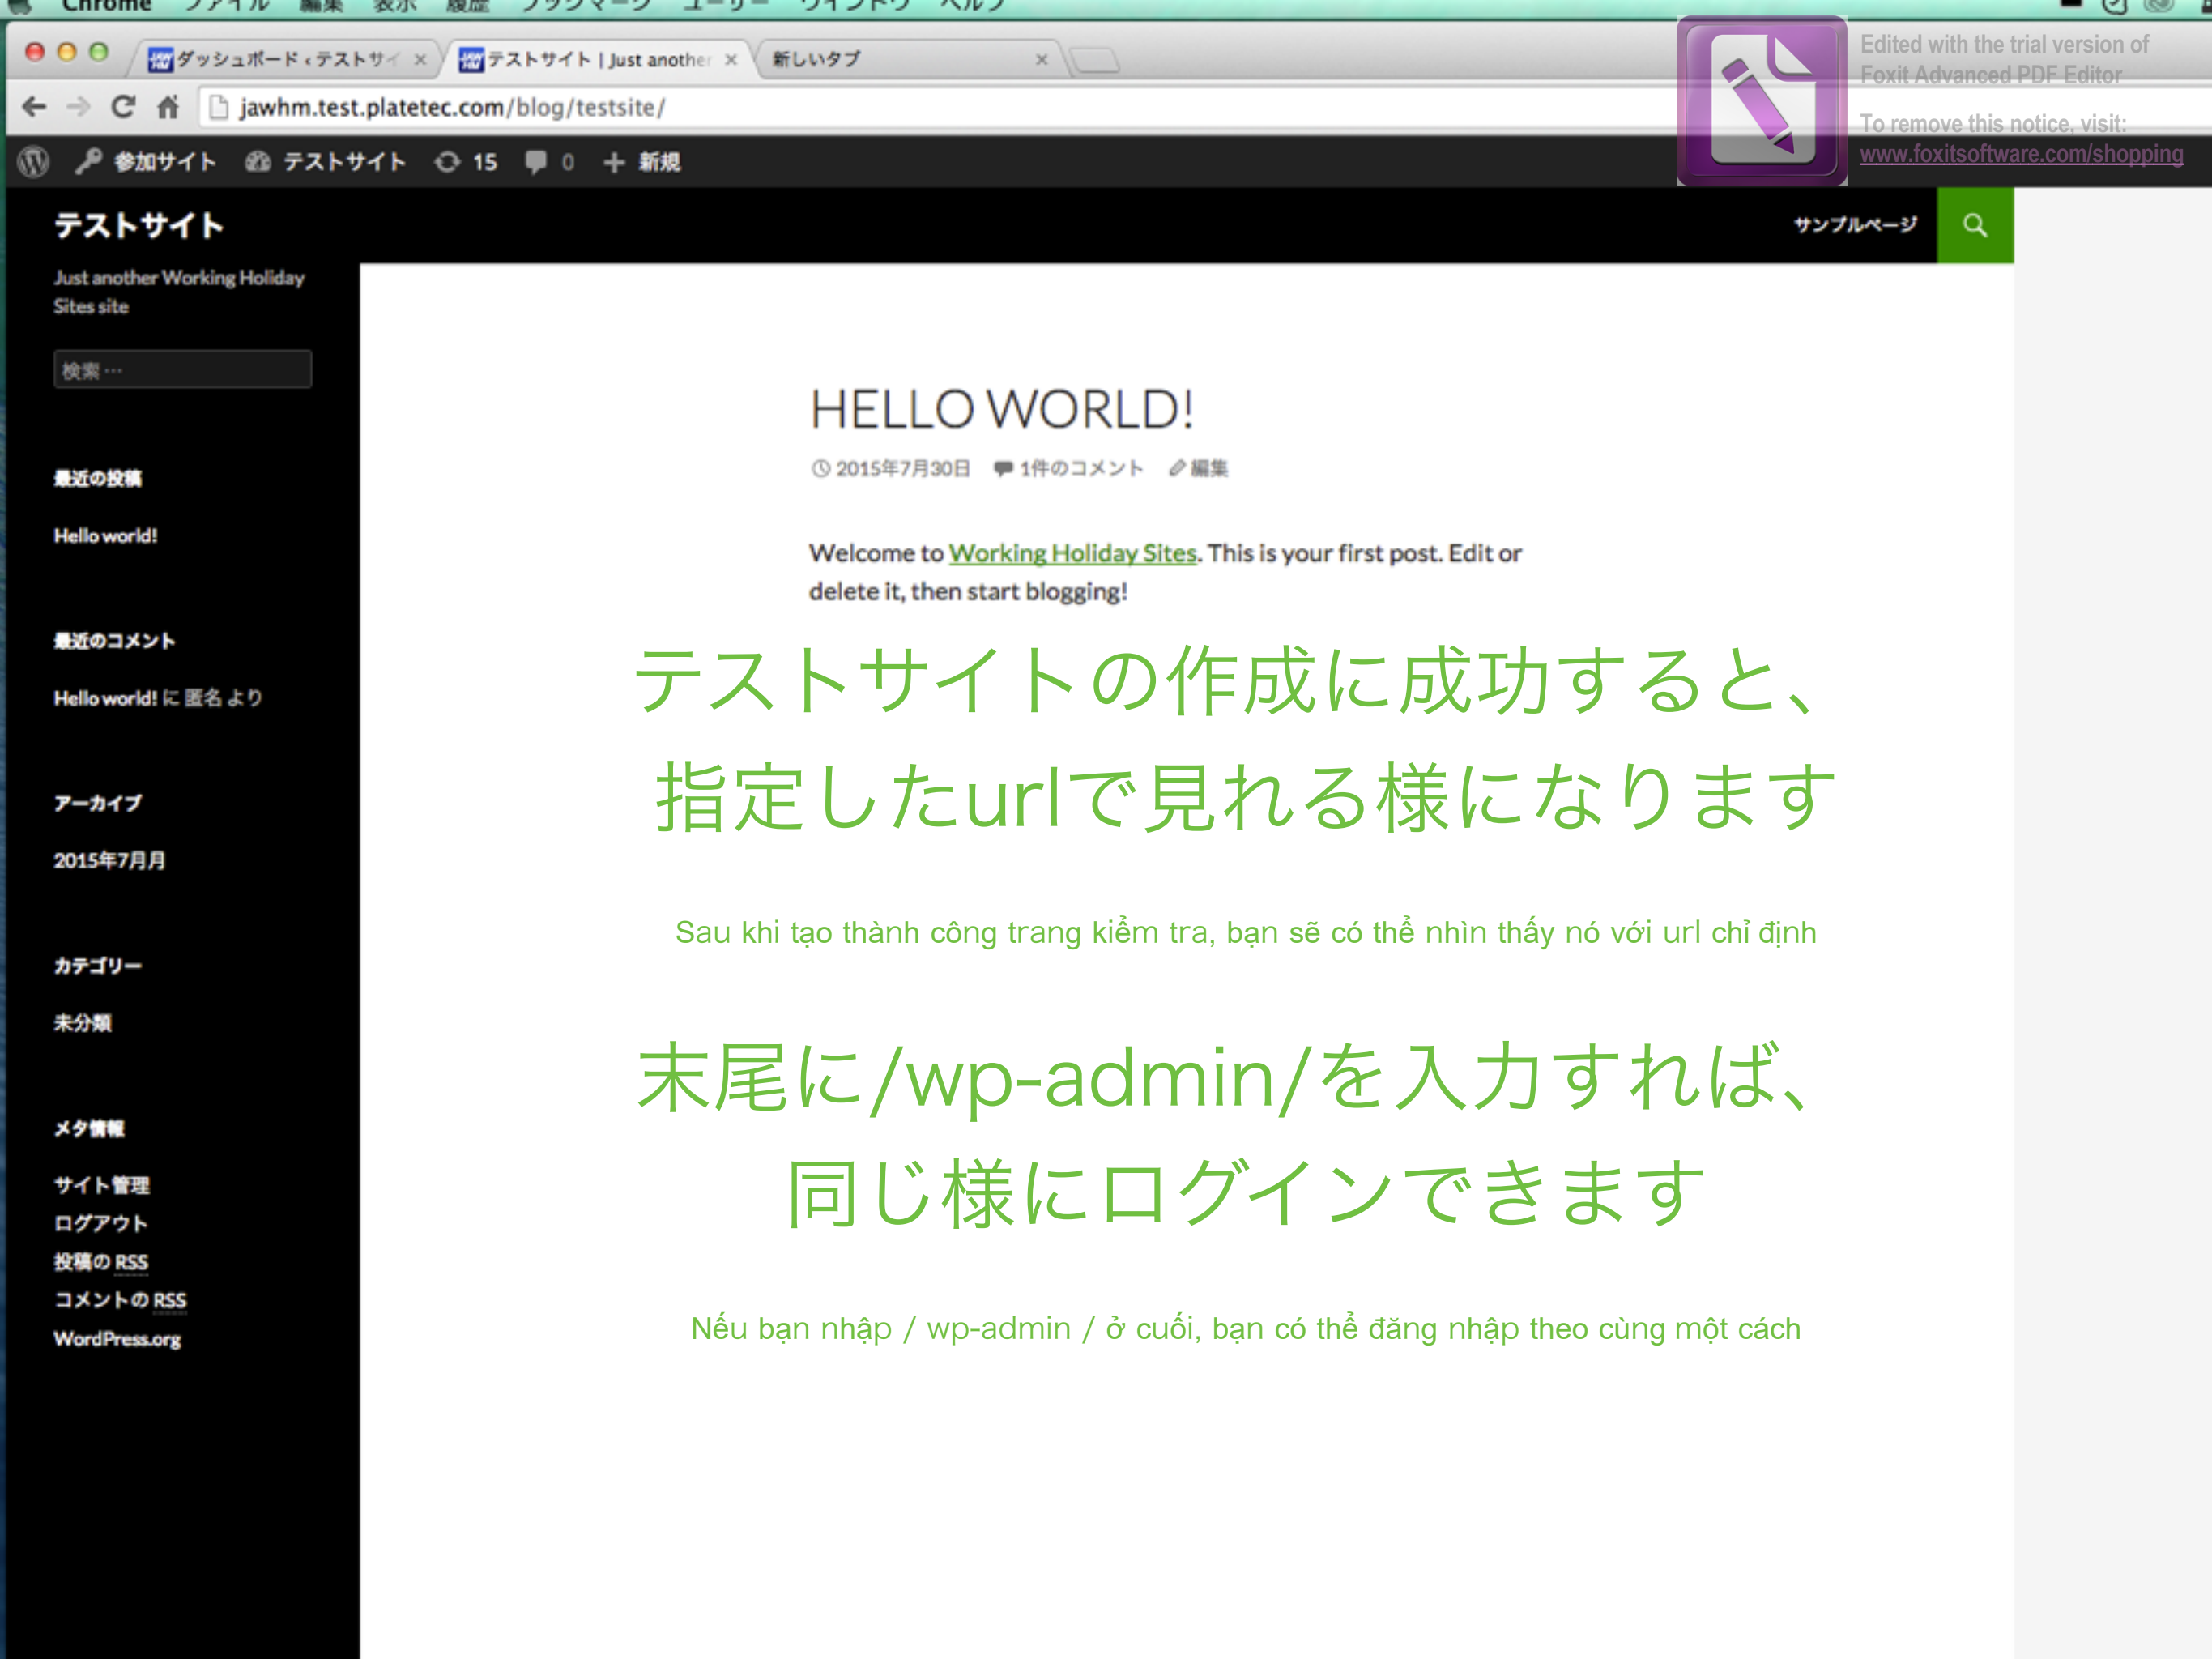 Chrome ファイル 編集 表示 履歴 ブックマーク ユーザー ウインドウ ヘルプ
ダッシュボード ‹ テストサイ
テストサイト | Just another
新しいタブ
jawhm.test.platetec.com/blog/testsite/
Edited with the trial version of
Foxit Advanced PDF Editor
To remove this notice, visit:
www.foxitsoftware.com/shopping
参加サイト テストサイト 15 0 新規
テストサイト
サンプルページ
Just another Working Holiday
Sites site
検索 …
最近の投稿
Hello world!
最近のコメント
Hello world! に 匿名 より
アーカイブ
2015年7月月
カテゴリー
未分類
メタ情報
サイト管理
ログアウト
投稿の RSS
コメントの RSS
WordPress.org
HELLO WORLD!
2015年7月30日 1件のコメント 編集
Welcome to Working Holiday Sites. This is your first post. Edit or
delete it, then start blogging!
テストサイトの作成に成功すると、
指定したurlで見れる様になります
Sau khi tạo thành công trang kiểm tra, bạn sẽ có thể nhìn thấy nó với url chỉ định
末尾に/wp-admin/を入力すれば、
同じ様にログインできます
Nếu bạn nhập / wp-admin / ở cuối, bạn có thể đăng nhập theo cùng một cách